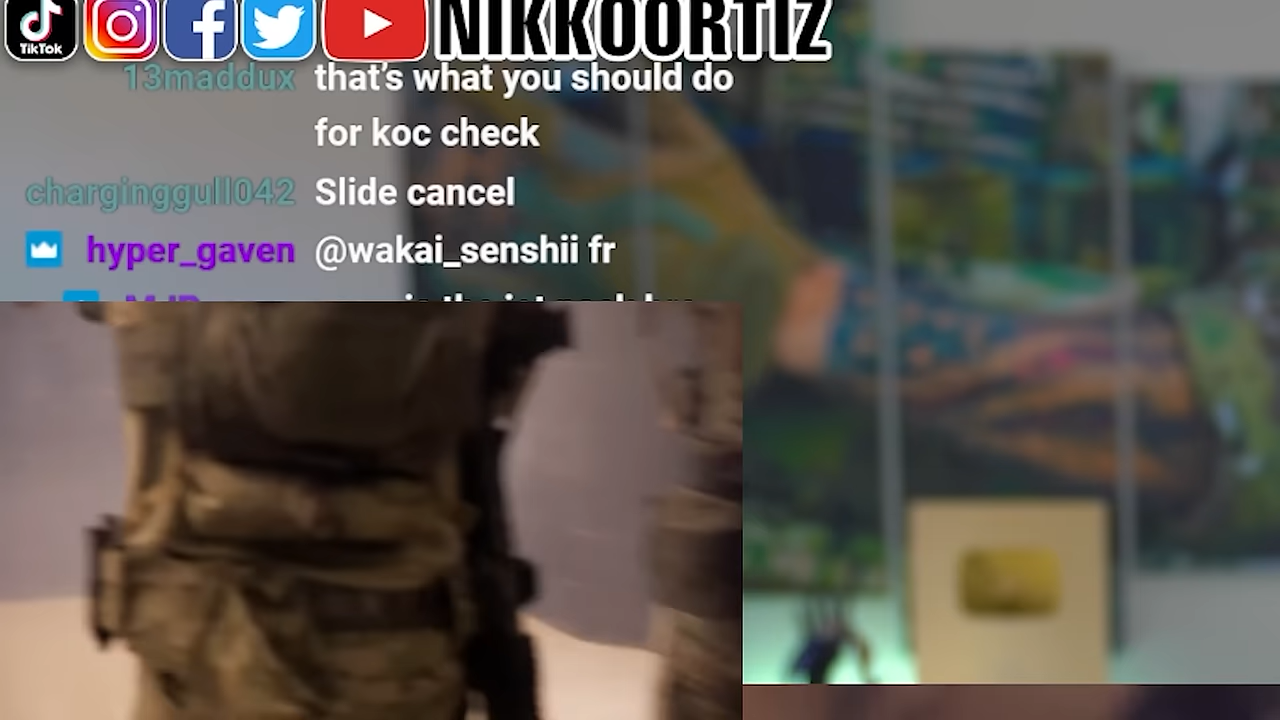 TikTok
NIKKOORTIZ
13maddux that's what you should do
for koc check
charginggull042 Slide cancel
hyper_gaven @wakai_senshii fr